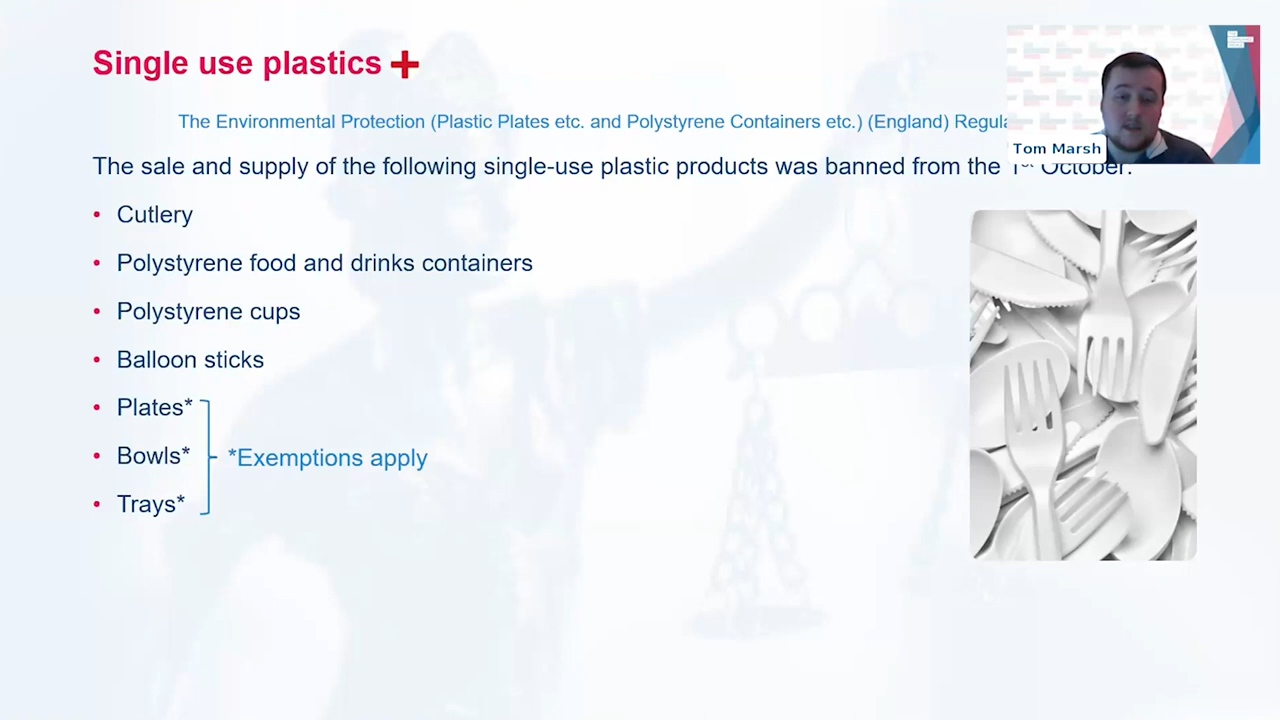 Single use plastics
The Environmental Protection (Plastic Plates etc. and Polystyrene Containers etc.) (England)
The sale and supply of the following single-use plastic products was banned from the 1st October:
• Cutlery
• Polystyrene food and drinks containers
• Polystyrene cups
• Balloon sticks
• Plates*
• Bowls*
*Exemptions apply
• Trays*
Tom Marsh